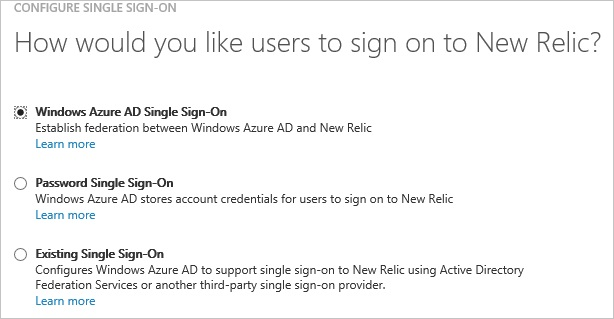 CONFIGURE SINGLE SIGN-ON
How would you like users to sign on to New Relic?
Windows Azure AD Single Sign-On
Establish federation between Windows Azure AD and New Relic
Learn more
Password Single Sign-On
Windows Azure AD stores account credentials for users to sign on to New Relic
Learn more
Existing Single Sign-On
Configures Windows Azure AD to support single sign-on to New Relic using Active Directory
Federation Services or another third-party single sign-on provider.
Learn more